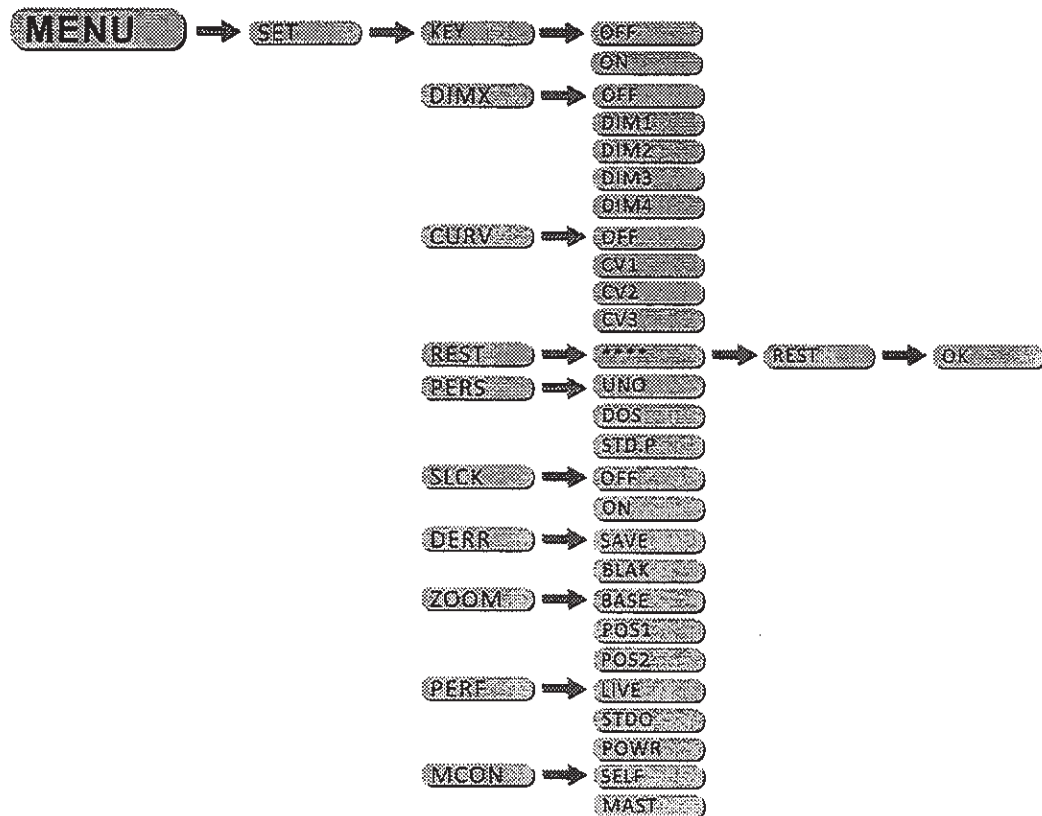 MENU SET KEY OFF
ON
DIMX OFF
DIM1
DIM2
DIM3
DIM4
CURV OFF
CV1
CV2
CV3
REST **** REST OK
PERS UNO
DOS
STD.P
SLCK OFF
ON
DERR SAVE
BLAK
ZOOM BASE
POS1
POS2
PERF LIVE
STDO
POWR
MCON SELF
MAST